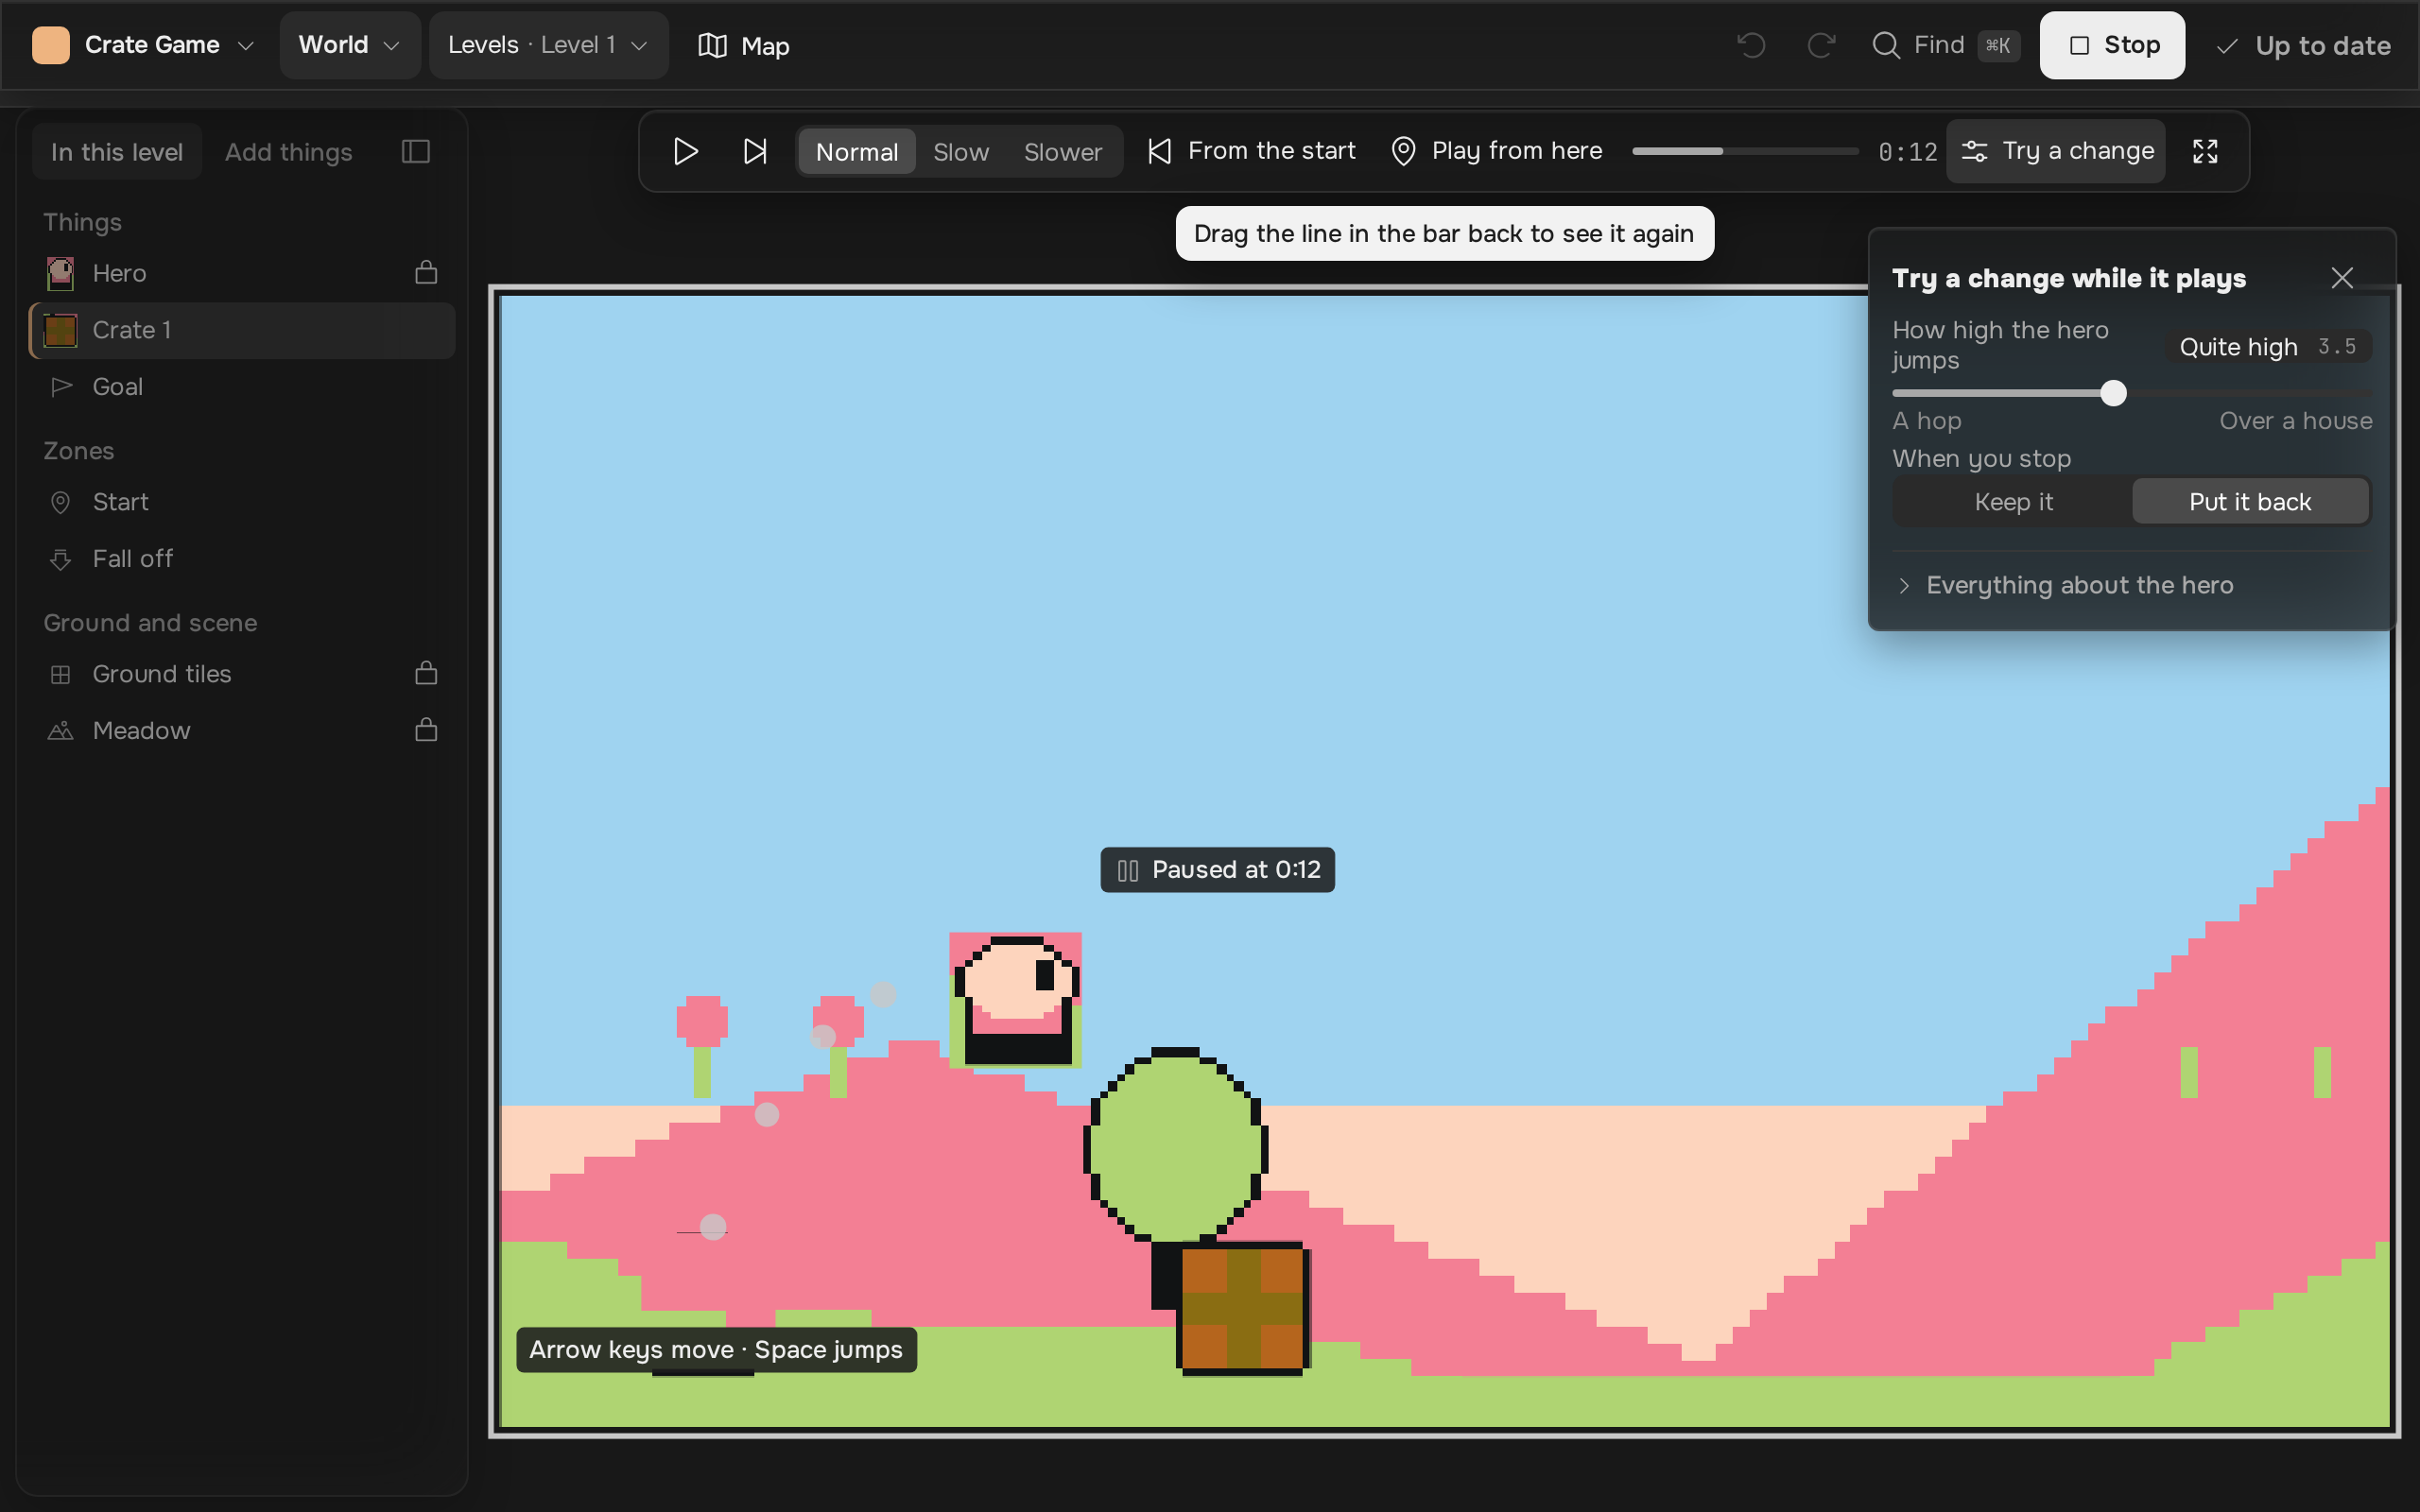 Crate Game
World
Levels · Level 1
Map
Find ⌘K
Stop
Up to date
In this level
Add things
Normal
Slow
Slower
From the start
Play from here
0:12
Try a change
Drag the line in the bar back to see it again
Things
Hero
Crate 1
Goal
Zones
Start
Fall off
Ground and scene
Ground tiles
Meadow
Try a change while it plays
How high the hero
jumps
Quite high 3.5
A hop
Over a house
When you stop
Keep it
Put it back
Everything about the hero
Paused at 0:12
Arrow keys move · Space jumps